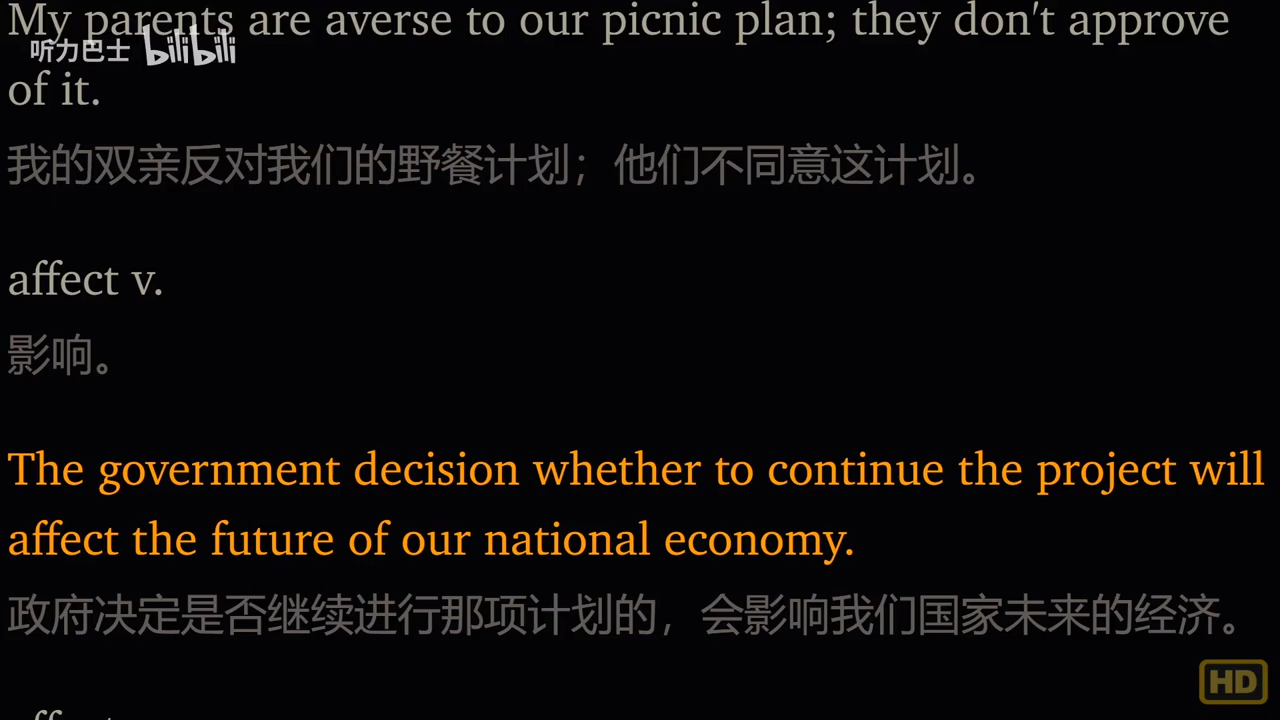 My parents are averse to our picnic plan; they don't approve
听力巴士 bilibili
of it.
我的双亲反对我们的野餐计划；他们不同意这计划。
affect v.
影响。
The government decision whether to continue the project will
affect the future of our national economy.
政府决定是否继续进行那项计划的，会影响我们国家未来的经济。
HD